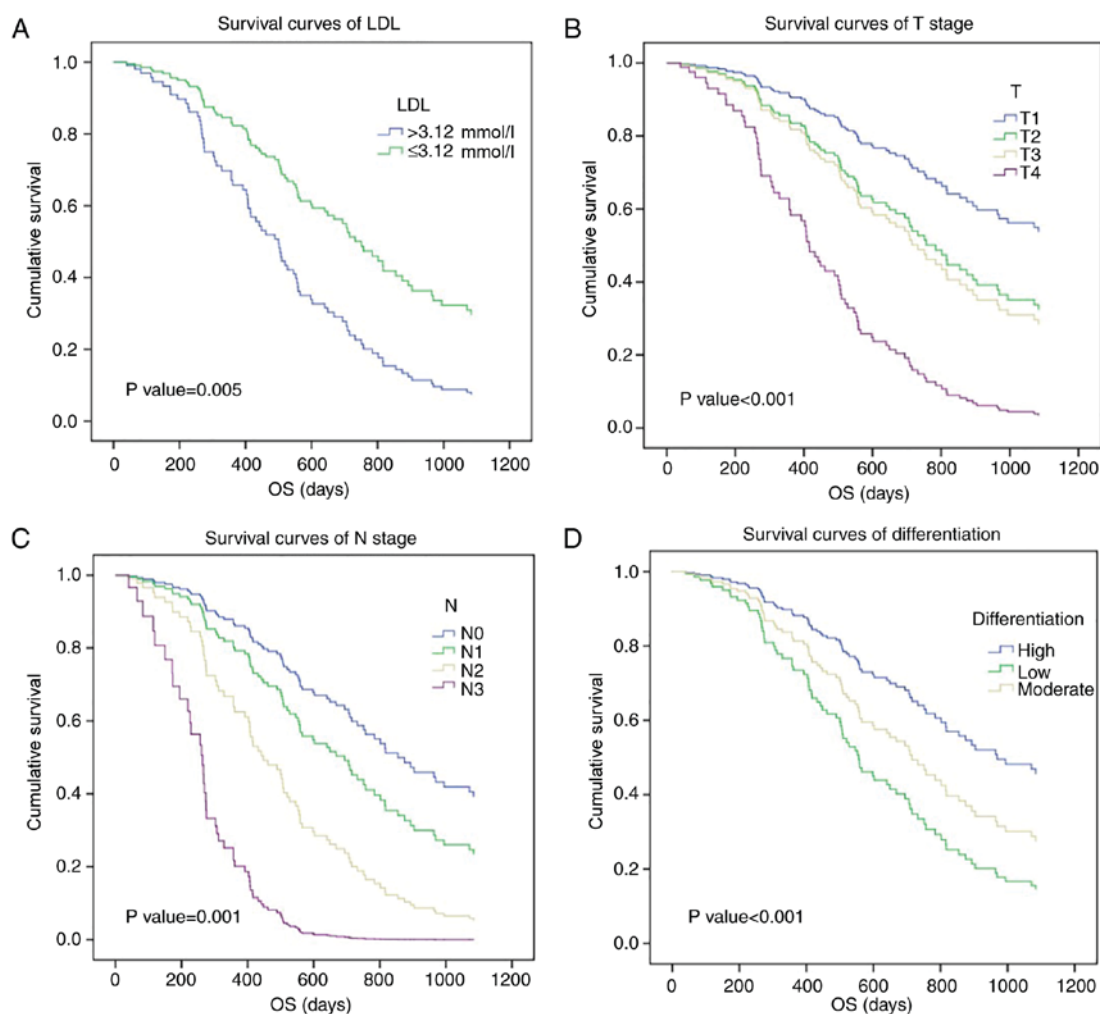 A
Survival curves of LDL
Cumulative survival
1.0
0.8
0.6
0.4
0.2
0.0
LDL
>3.12 mmol/l
≤3.12 mmol/l
P value=0.005
0 200 400 600 800 1000 1200
OS (days)
B
Survival curves of T stage
Cumulative survival
1.0
0.8
0.6
0.4
0.2
0.0
T
T1
T2
T3
T4
P value<0.001
0 200 400 600 800 1000 1200
OS (days)
C
Survival curves of N stage
Cumulative survival
1.0
0.8
0.6
0.4
0.2
0.0
N
N0
N1
N2
N3
P value=0.001
0 200 400 600 800 1000 1200
OS (days)
D
Survival curves of differentiation
Cumulative survival
1.0
0.8
0.6
0.4
0.2
0.0
Differentiation
High
Low
Moderate
P value<0.001
0 200 400 600 800 1000 1200
OS (days)